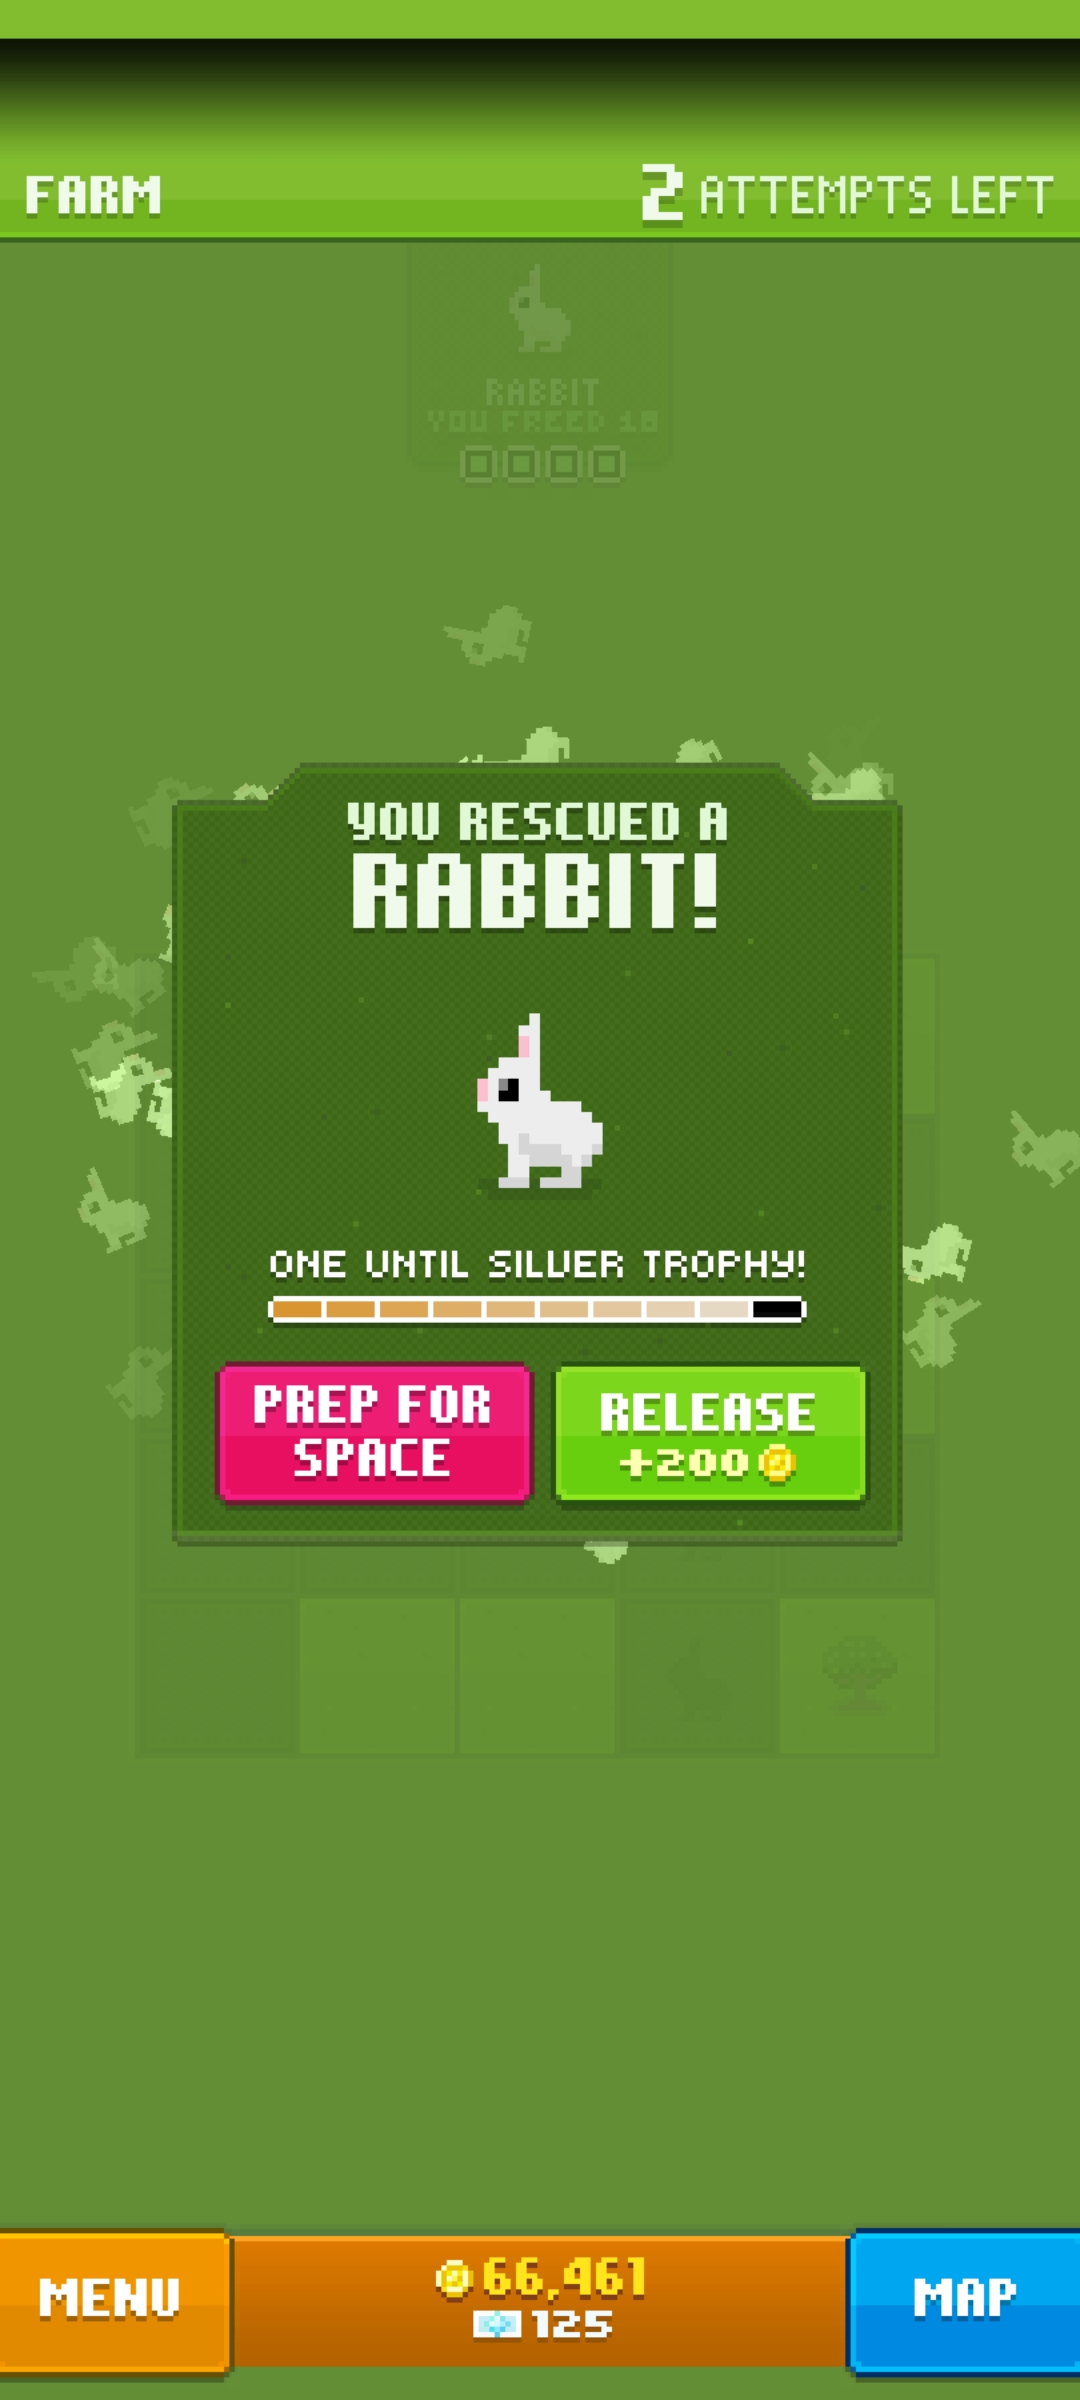 FARM
2 ATTEMPTS LEFT
RABBIT
YOU FREED 18
YOU RESCUED A
RABBIT!
ONE UNTIL SILVER TROPHY!
PREP FOR
SPACE
RELEASE
+200
MENU
66,461
125
MAP